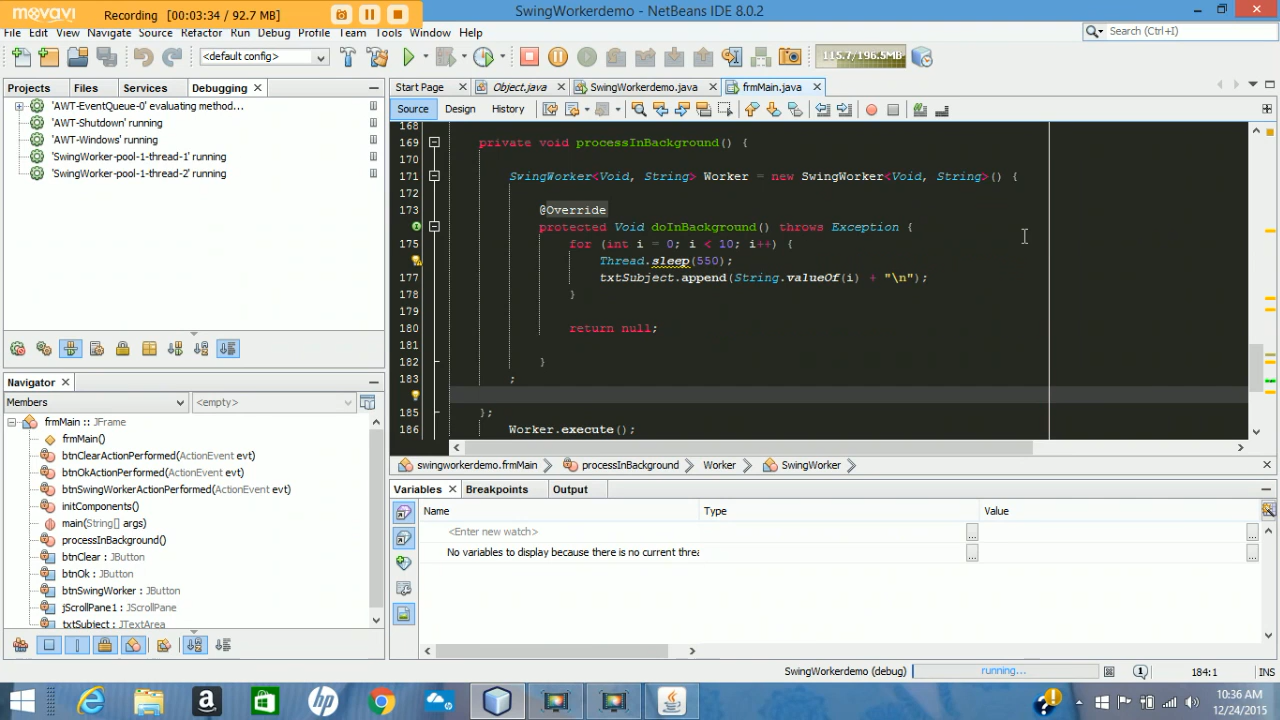 movavi Recording (00:03:34 / 92.7 MB)
SwingWorkerdemo - NetBeans IDE 8.0.2
File Edit View Navigate Source Refactor Run Debug Profile Team Tools Window Help
Search (Ctrl+I)
<default config>
115.7/196.5MB
Projects Files Services Debugging
'AWT-EventQueue-0' evaluating method...
'AWT-Shutdown' running
'AWT-Windows' running
'SwingWorker-pool-1-thread-1' running
'SwingWorker-pool-1-thread-2' running
Start Page Object.java SwingWorkerdemo.java frmMain.java
Source Design History
168
169 private void processInBackground() {
170
171 SwingWorker<Void, String> Worker = new SwingWorker<Void, String>() {
172
173 @Override
protected Void doInBackground() throws Exception {
175 for (int i = 0; i < 10; i++) {
Thread.sleep(550);
177 txtSubject.append(String.valueOf(i) + "\n");
178 }
179
180 return null;
181
182 }
183 ;
185 };
186 Worker.execute();
swingworkerdemo.frmMain processInBackground Worker SwingWorker
Navigator
Members <empty>
frmMain :: JFrame
frmMain()
btnClearActionPerformed(ActionEvent evt)
btnOkActionPerformed(ActionEvent evt)
btnSwingWorkerActionPerformed(ActionEvent evt)
initComponents()
main(String[] args)
processInBackground()
btnClear : JButton
btnOk : JButton
btnSwingWorker : JButton
jScrollPane1 : JScrollPane
txtSubject : JTextArea
Variables Breakpoints Output
Name Type Value
<Enter new watch>
No variables to display because there is no current threa
SwingWorkerdemo (debug) running... 184:1 INS
10:36 AM
12/24/2015